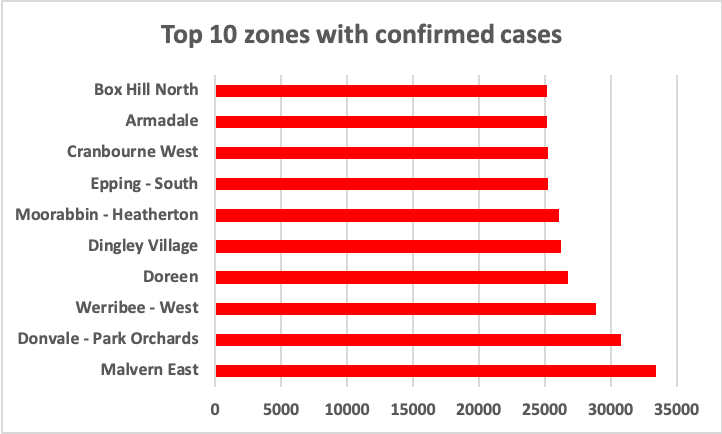 Top 10 zones with confirmed cases
Box Hill North
Armadale
Cranbourne West
Epping - South
Moorabbin - Heatherton
Dingley Village
Doreen
Werribee - West
Donvale - Park Orchards
Malvern East
0 5000 10000 15000 20000 25000 30000 35000